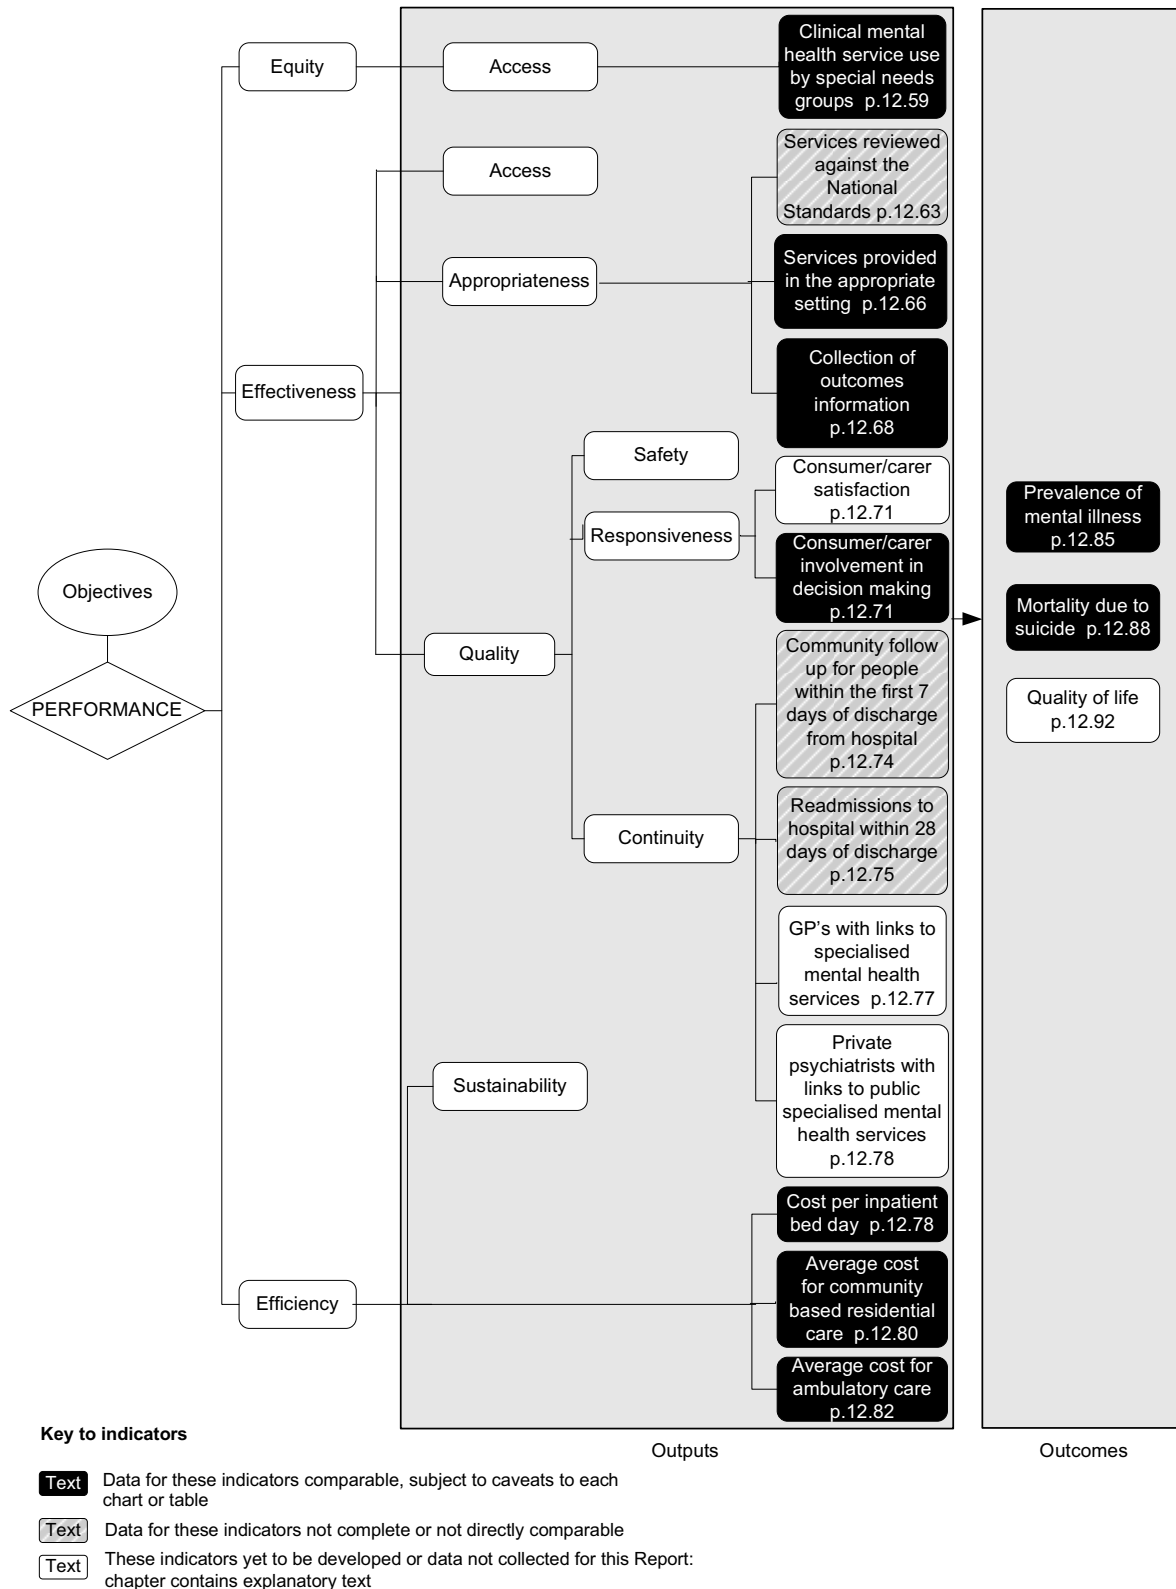 Equity
Access
Clinical mental
health service use
by special needs
groups p.12.59
Access
Services reviewed
against the
National
Standards p.12.63
Appropriateness
Services provided
in the appropriate
setting p.12.66
Effectiveness
Collection of
outcomes
information
p.12.68
Safety
Consumer/carer
satisfaction
p.12.71
Responsiveness
Consumer/carer
involvement in
decision making
p.12.71
Prevalence of
mental illness
p.12.85
Objectives
Mortality due to
suicide p.12.88
Quality
Community follow
up for people
within the first 7
days of discharge
from hospital
p.12.74
PERFORMANCE
Quality of life
p.12.92
Continuity
Readmissions to
hospital within 28
days of discharge
p.12.75
GP's with links to
specialised
mental health
services p.12.77
Sustainability
Private
psychiatrists with
links to public
specialised mental
health services
p.12.78
Cost per inpatient
bed day p.12.78
Efficiency
Average cost
for community
based residential
care p.12.80
Average cost for
ambulatory care
p.12.82
Outputs
Outcomes
Key to indicators
Text
Data for these indicators comparable, subject to caveats to each
chart or table
Text
Data for these indicators not complete or not directly comparable
Text
These indicators yet to be developed or data not collected for this Report:
chapter contains explanatory text